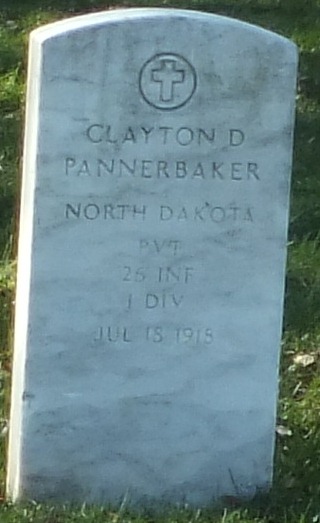 CLAYTON D
PANNERBAKER
NORTH DAKOTA
PVT
26 INF
1 DIV
JUL 18 1918